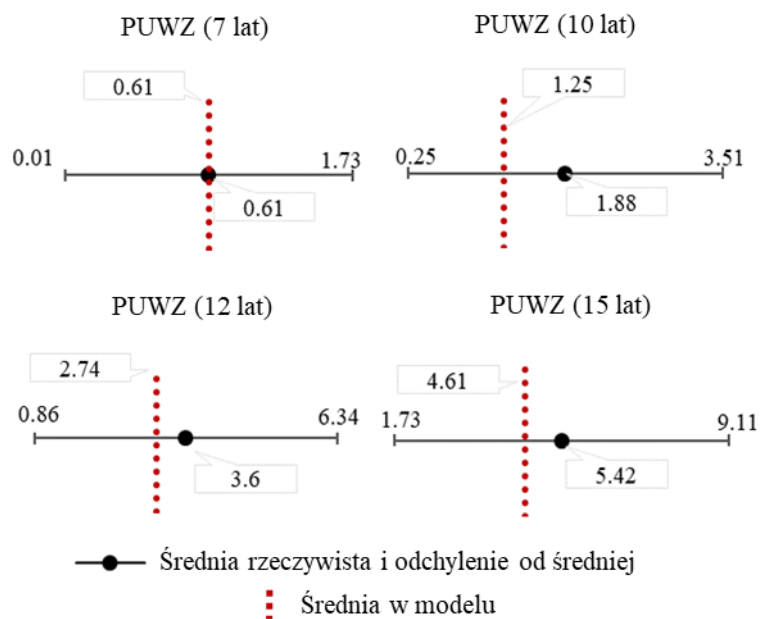 PUWZ (7 lat)
0.61
0.01
1.73
0.61
PUWZ (10 lat)
1.25
0.25
3.51
1.88
PUWZ (12 lat)
2.74
0.86
6.34
3.6
PUWZ (15 lat)
4.61
1.73
9.11
5.42
Średnia rzeczywista i odchylenie od średniej
Średnia w modelu